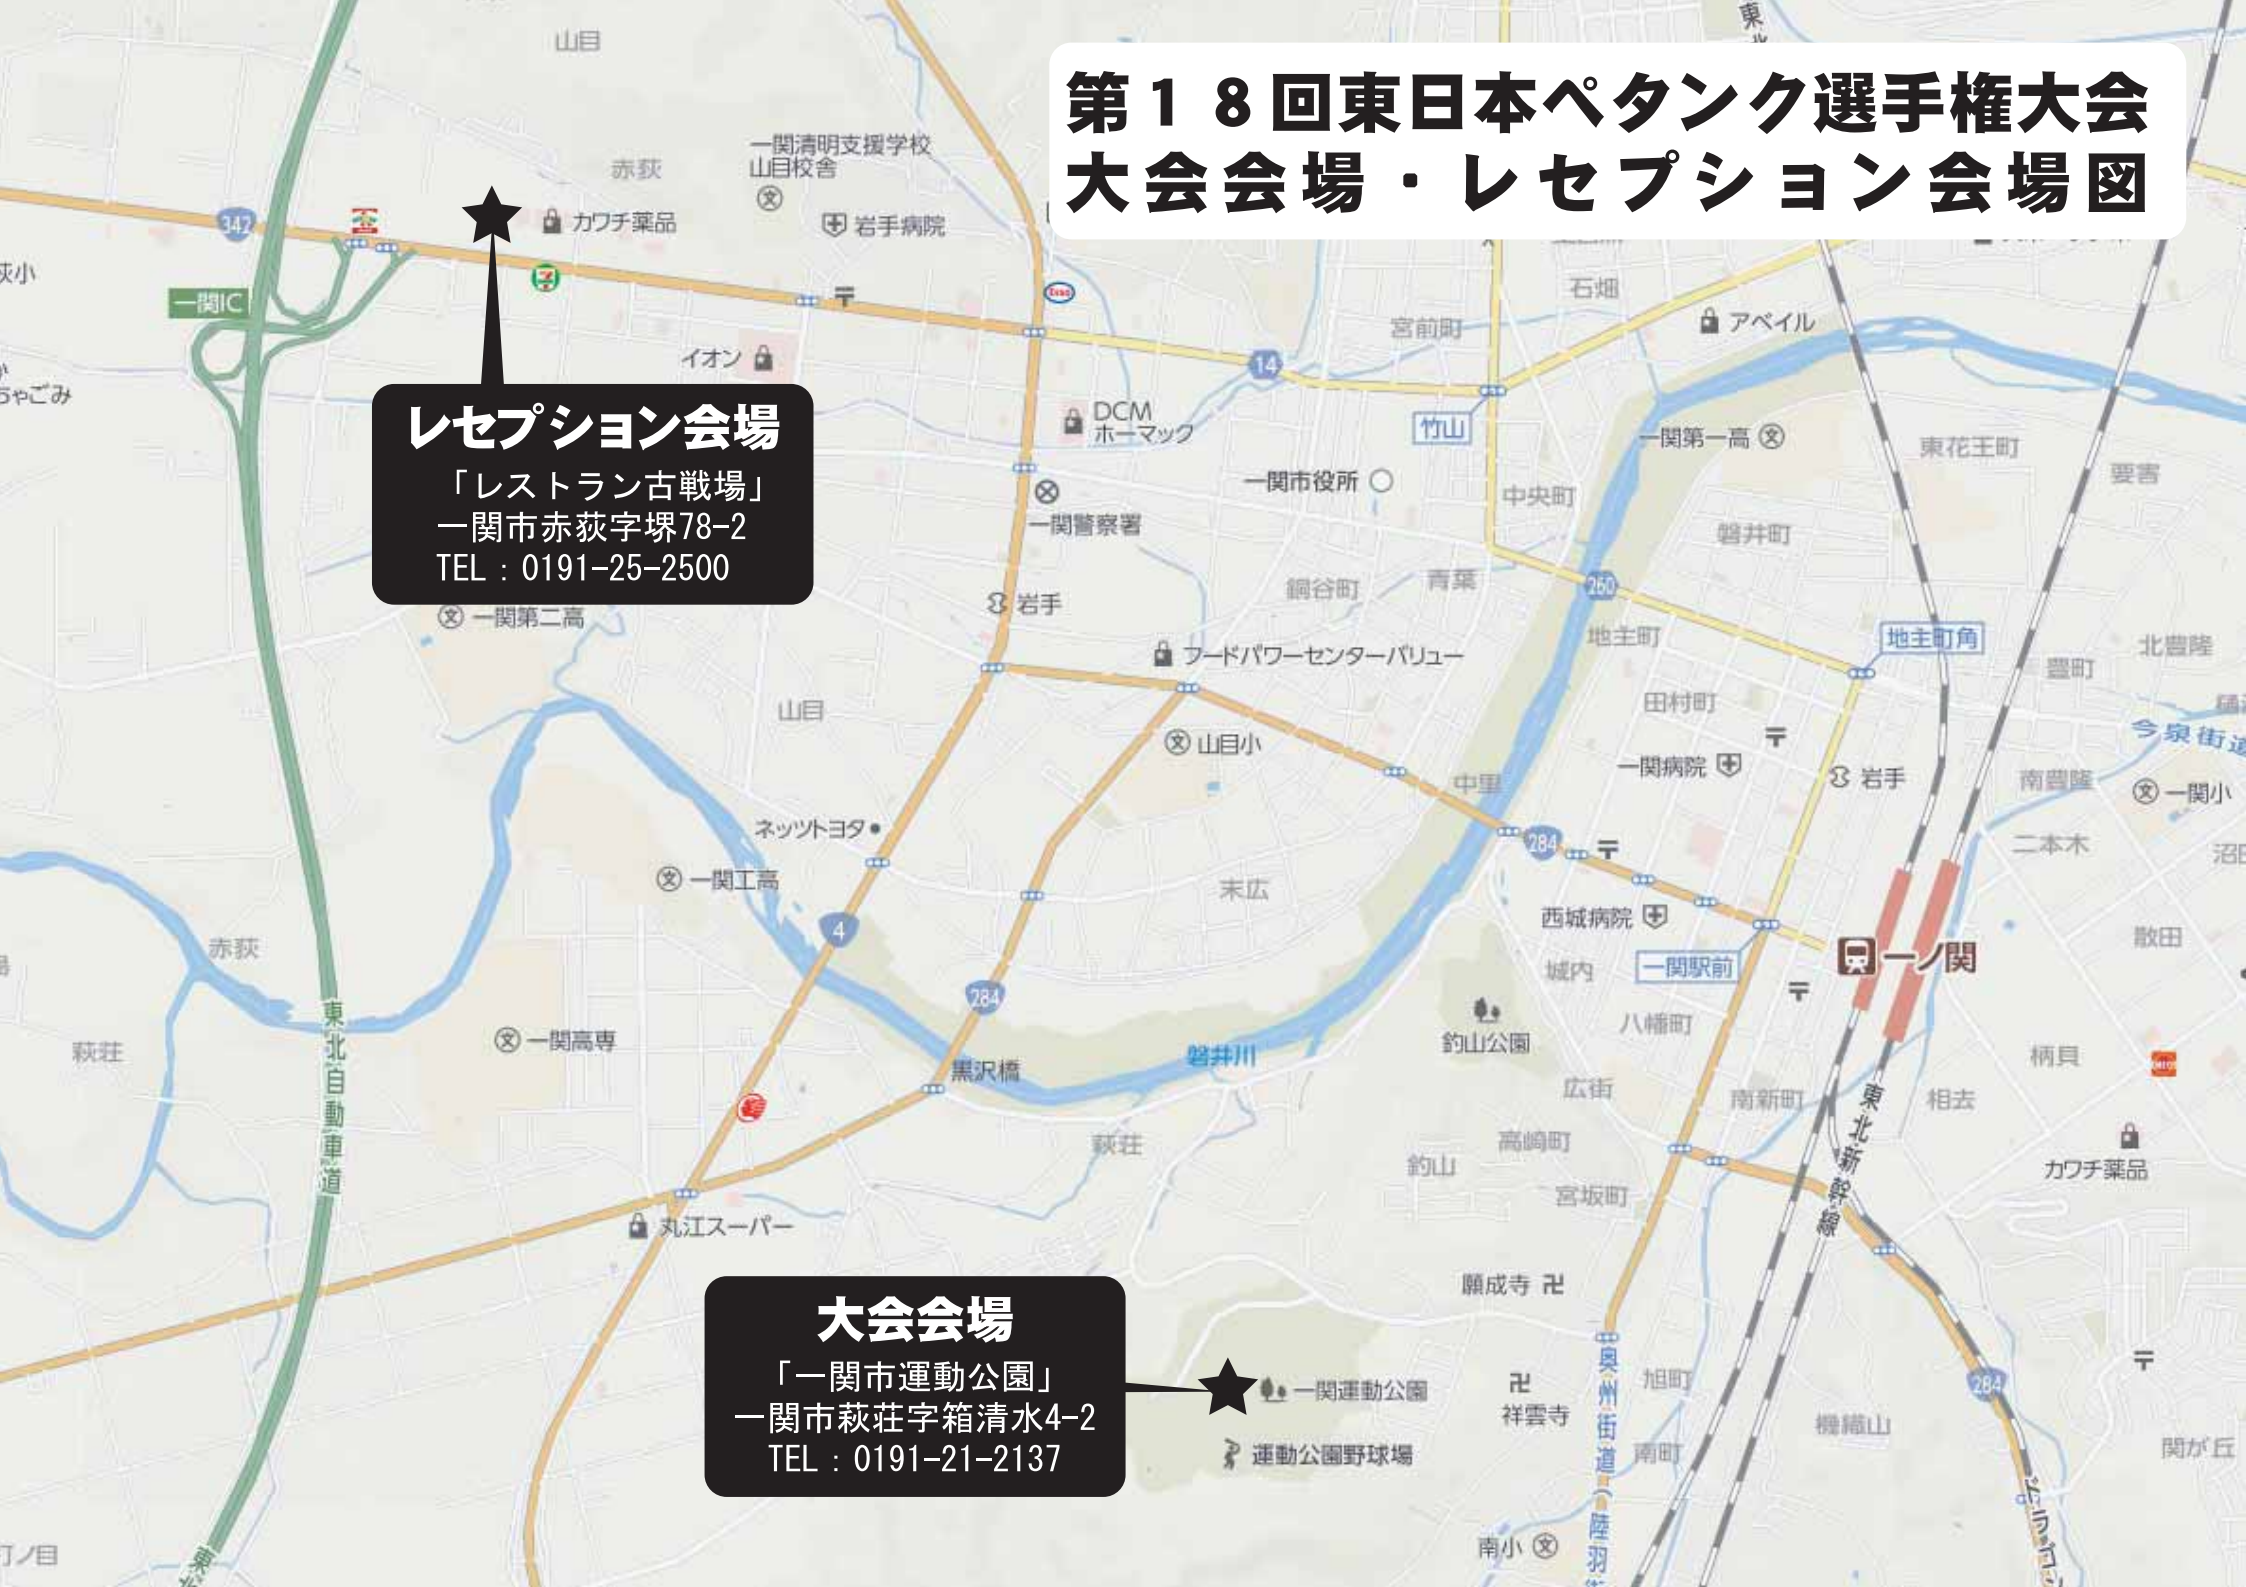 第１８回東日本ペタンク選手権大会
大会会場・レセプション会場図
山目
赤荻
一関清明支援学校
山目校舎
342
カワチ薬品
岩手病院
一関IC
石畑
宮前町
アベイル
イオン
14
ちゃごみ
DCM
ホーマック
竹山
一関第一高
東花王町
要害
レセプション会場
「レストラン古戦場」
一関市赤荻字堺78-2
TEL：0191-25-2500
一関市役所
中央町
一関警察署
磐井町
銅谷町
青葉
260
岩手
一関第二高
地主町
地主町角
北豊隆
豊町
フードパワーセンターバリュー
山目
田村町
今泉街道
山目小
一関病院
中里
岩手
南豊隆
一関小
ネッツトヨタ
284
二本木
一関工高
末広
4
西城病院
散田
赤荻
城内
一関駅前
一ノ関
284
東北自動車道
一関高専
八幡町
釣山公園
萩荘
黒沢橋
磐井川
柄貝
広街
南新町
相去
東北新幹線
萩荘
高崎町
釣山
カワチ薬品
宮坂町
丸江スーパー
願成寺
大会会場
「一関市運動公園」
一関市萩荘字箱清水4-2
TEL：0191-21-2137
一関運動公園
旭町
284
祥雲寺
奥州街道(陸羽
機織山
運動公園野球場
南町
関が丘
南小